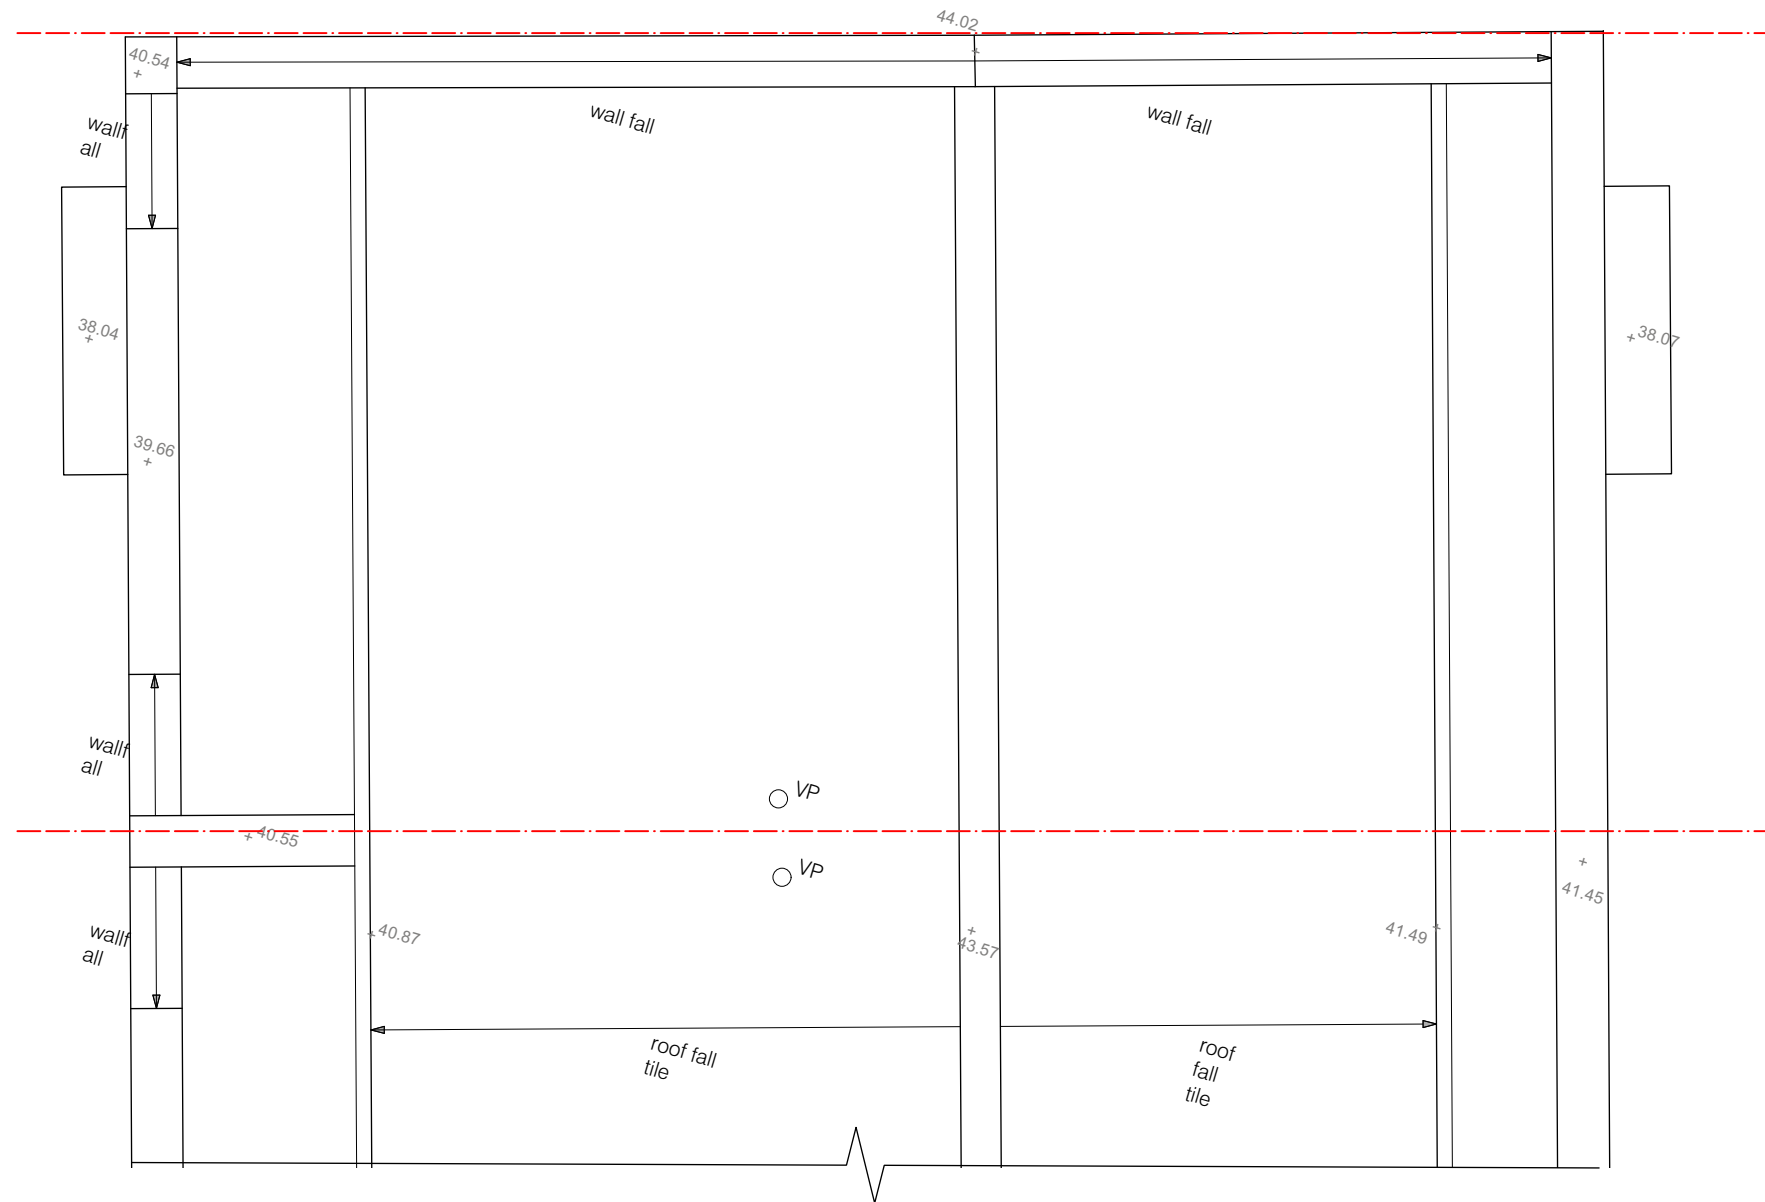 44.02
40.54
wall fall
wall fall
wallf
all
38.04
38.07
39.66
wallf
all
VP
40.55
VP
41.45
wallf
all
40.87
43.57
41.49
roof fall
tile
roof
fall
tile